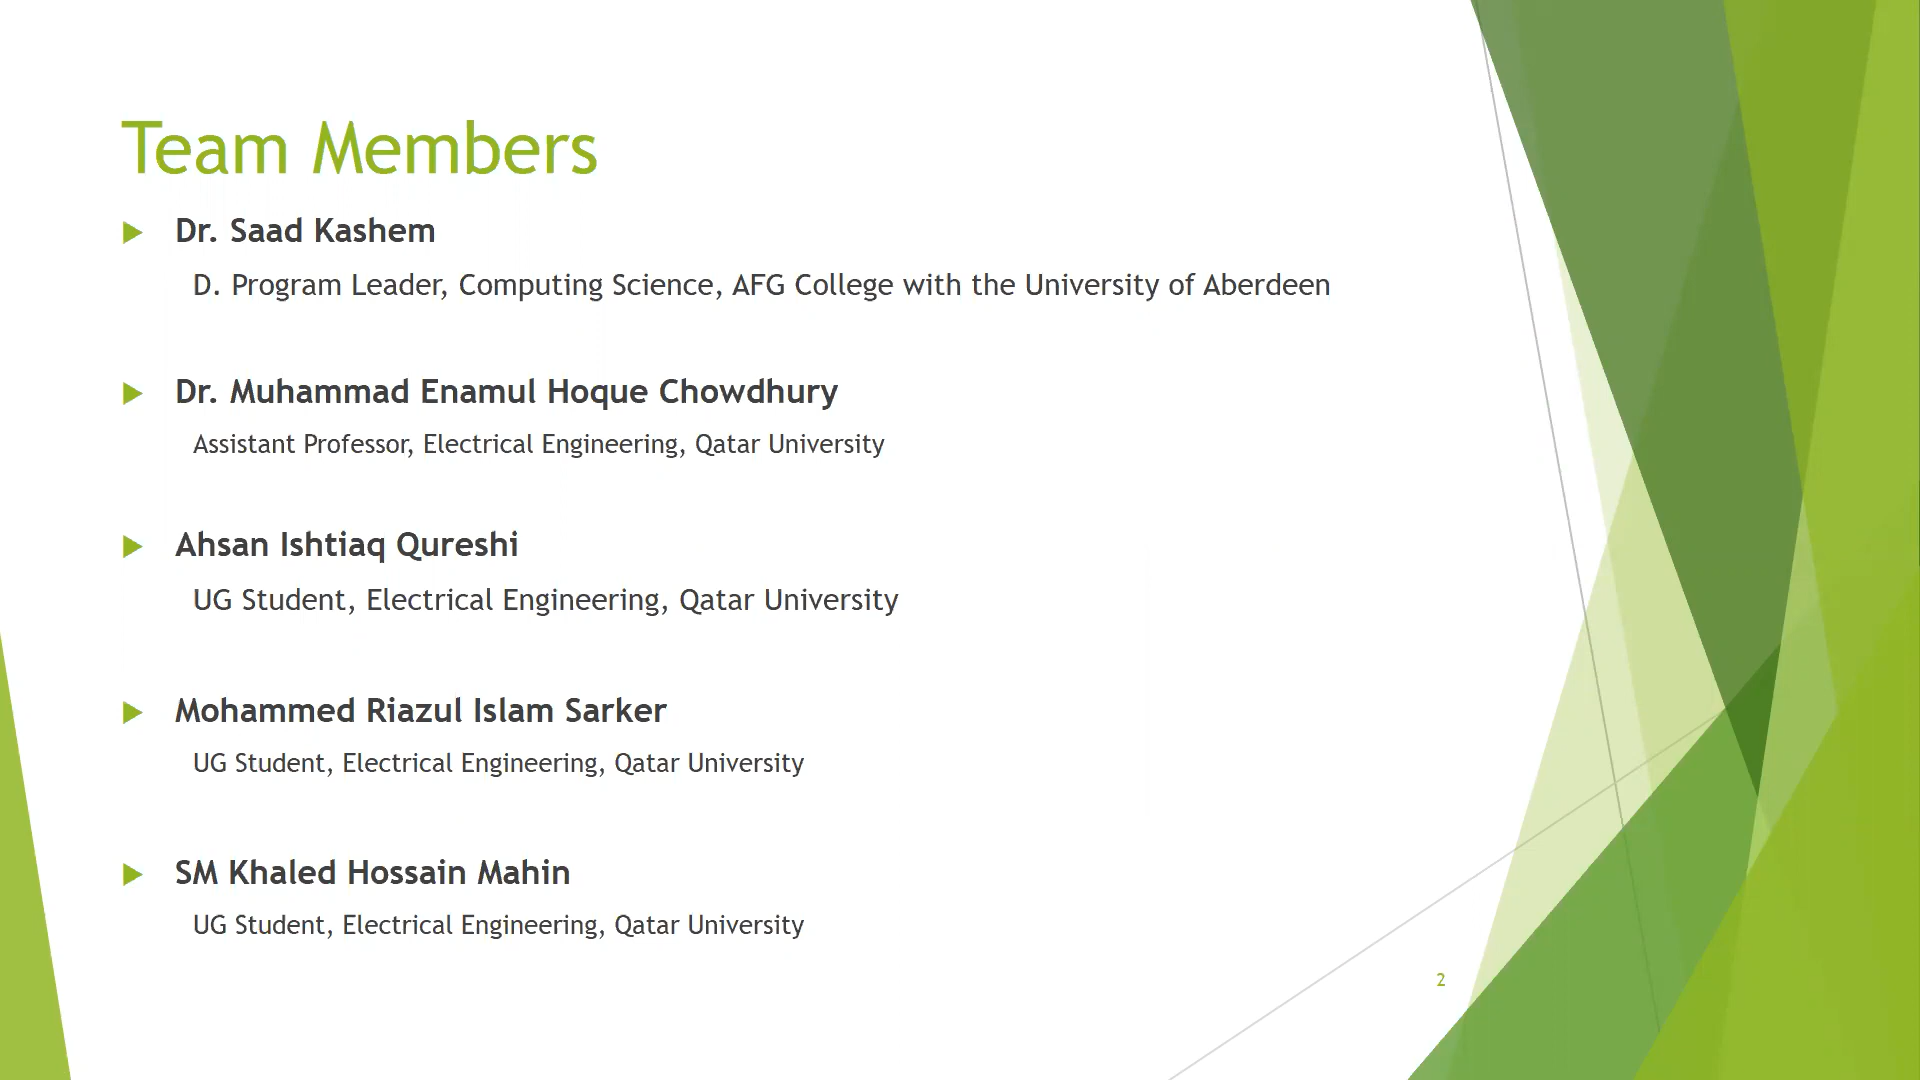 Team Members
Dr. Saad Kashem
D. Program Leader, Computing Science, AFG College with the University of Aberdeen
Dr. Muhammad Enamul Hoque Chowdhury
Assistant Professor, Electrical Engineering, Qatar University
Ahsan Ishtiaq Qureshi
UG Student, Electrical Engineering, Qatar University
Mohammed Riazul Islam Sarker
UG Student, Electrical Engineering, Qatar University
SM Khaled Hossain Mahin
UG Student, Electrical Engineering, Qatar University
2